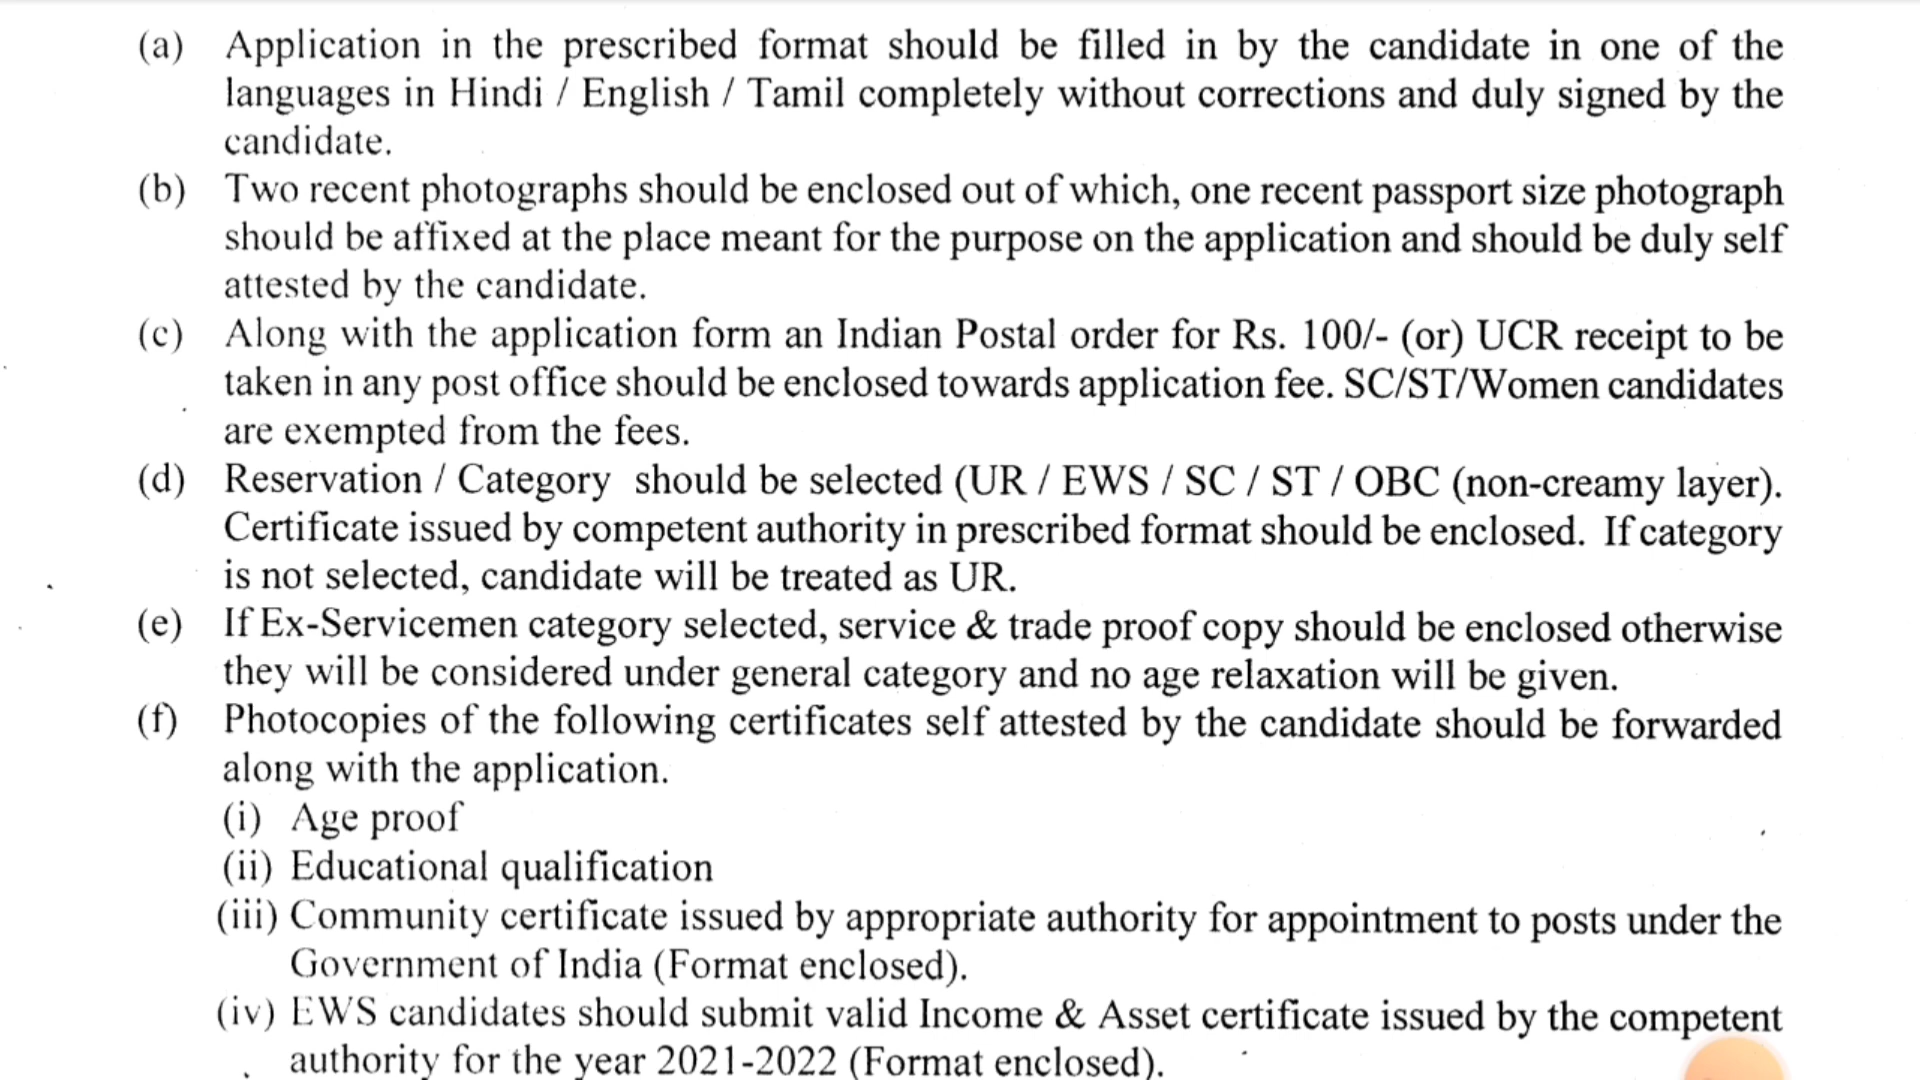 (a) Application in the prescribed format should be filled in by the candidate in one of the
languages in Hindi / English / Tamil completely without corrections and duly signed by the
candidate.
(b) Two recent photographs should be enclosed out of which, one recent passport size photograph
should be affixed at the place meant for the purpose on the application and should be duly self
attested by the candidate.
(c) Along with the application form an Indian Postal order for Rs. 100/- (or) UCR receipt to be
taken in any post office should be enclosed towards application fee. SC/ST/Women candidates
are exempted from the fees.
(d) Reservation / Category should be selected (UR / EWS / SC / ST / OBC (non-creamy layer).
Certificate issued by competent authority in prescribed format should be enclosed. If category
is not selected, candidate will be treated as UR.
(e) If Ex-Servicemen category selected, service & trade proof copy should be enclosed otherwise
they will be considered under general category and no age relaxation will be given.
(f) Photocopies of the following certificates self attested by the candidate should be forwarded
along with the application.
(i) Age proof
(ii) Educational qualification
(iii) Community certificate issued by appropriate authority for appointment to posts under the
Government of India (Format enclosed).
(iv) EWS candidates should submit valid Income & Asset certificate issued by the competent
authority for the year 2021-2022 (Format enclosed).